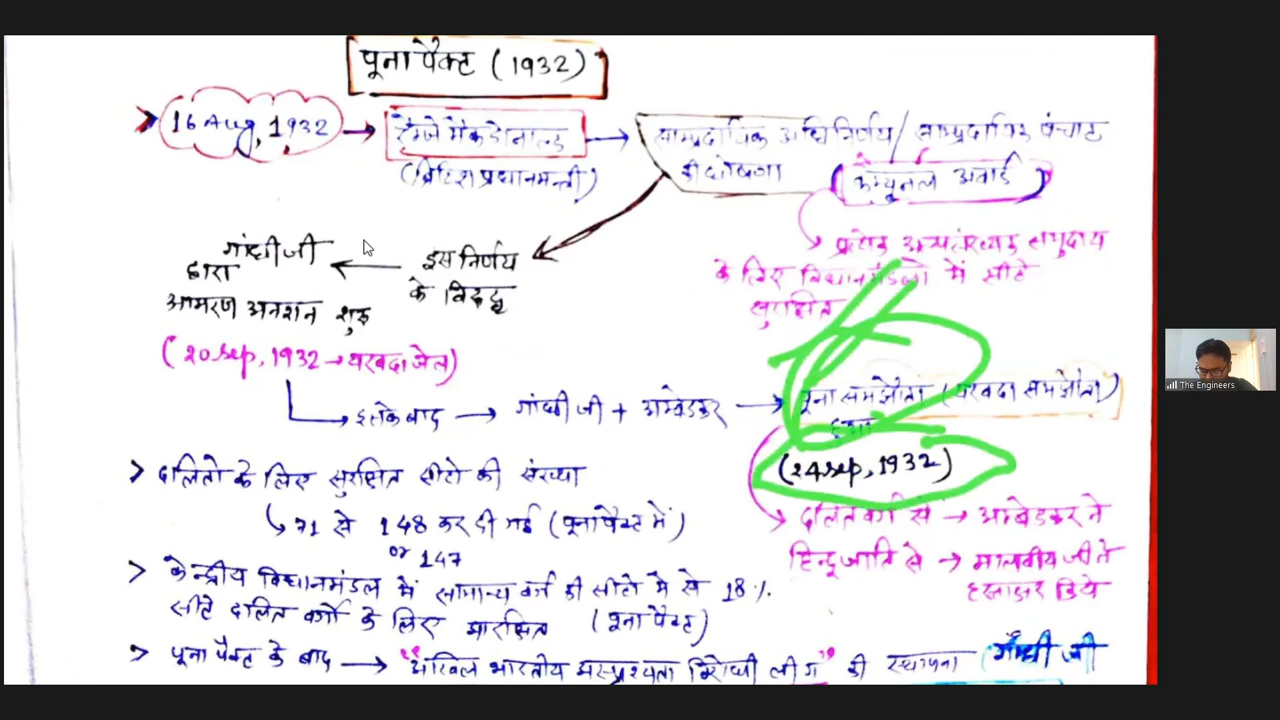 पूना पैक्ट (1932)
16 Aug, 1932 → रैम्जे मैकडोनाल्ड → साम्प्रदायिक अधिनिर्णय / साम्प्रदायिक पंचाट
(ब्रिटिश प्रधानमन्त्री) की घोषणा (कम्युनल अवार्ड)
प्रत्येक अल्पसंख्यक समुदाय
के लिए विधानमंडलो में सीटे
सुरक्षित
इस निर्णय
के विरुद्ध
गांधी जी
द्वारा
आमरण अनशन शुरू
(20 Sep, 1932 → यरवदा जेल)
इसके बाद → गांधी जी + अम्बेडकर → पूना समझौता (यरवदा समझौता)
हुआ
(24 Sep, 1932)
दलित वर्ग से → अम्बेडकर ने
हिन्दू जाति से → मालवीय जी ने
हस्ताक्षर किये
> दलितो के लिए सुरक्षित सीटो की संख्या
71 से 148 कर दी गई (पूना पैक्ट में)
or 147
> केन्द्रीय विधानमंडल में सामान्य वर्ग की सीटो में से 18 %
सीटे दलित वर्गो के लिए आरक्षित (पूना पैक्ट)
> पूना पैक्ट के बाद → "अखिल भारतीय अस्पृश्यता विरोधी लीग" की स्थापना (गाँधी जी
The Engineers